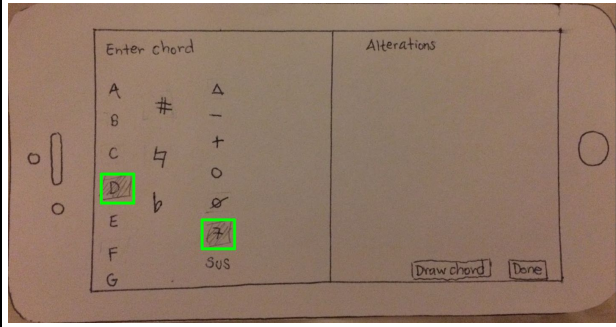 Enter chord
Alterations
A
#
Δ
B
–
C
♮
+
D
b
o
E
ø
7
F
sus
G
Draw chord
Done